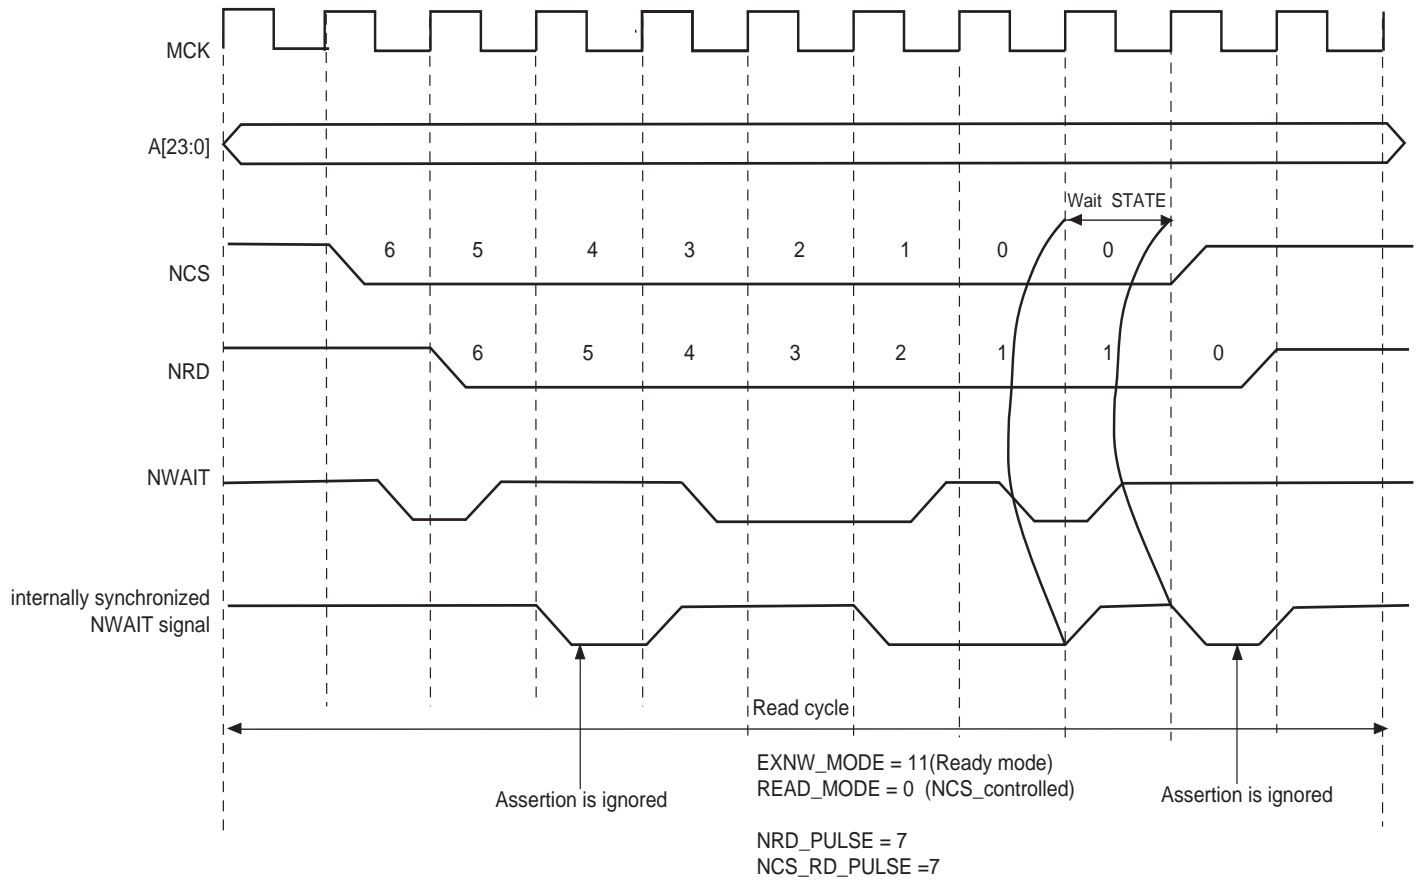 MCK
A[23:0]
Wait STATE
NCS
6 5 4 3 2 1 0 0
NRD
6 5 4 3 2 1 1 0
NWAIT
internally synchronized
NWAIT signal
Read cycle
EXNW_MODE = 11(Ready mode)
READ_MODE = 0 (NCS_controlled)
Assertion is ignored
Assertion is ignored
NRD_PULSE = 7
NCS_RD_PULSE =7